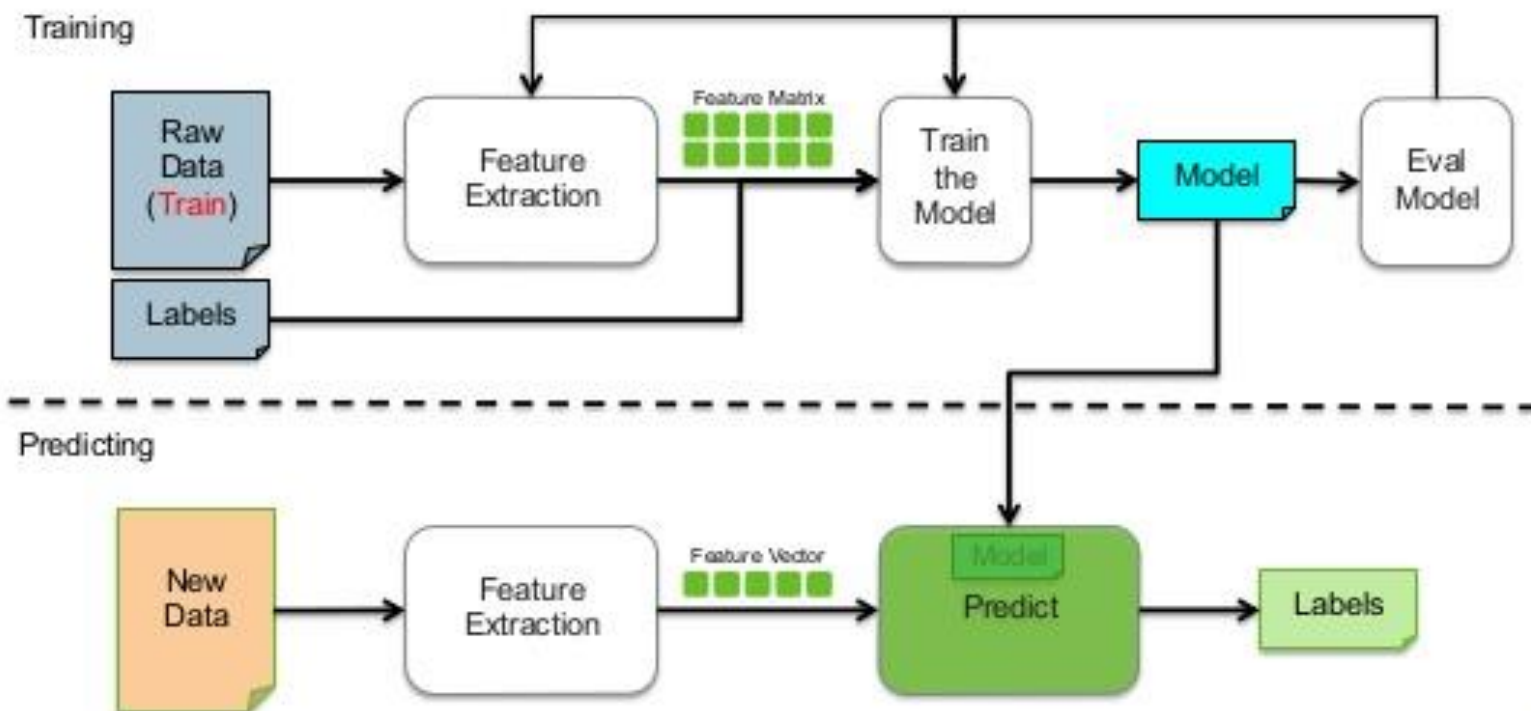 Training
Raw
Data
(Train)
Labels
Feature
Extraction
Feature Matrix
Train
the
Model
Model
Eval
Model
Predicting
New
Data
Feature
Extraction
Feature Vector
Model
Predict
Labels